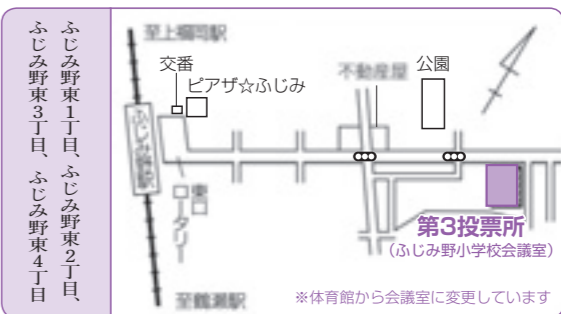 ふじみ野東1丁目、ふじみ野東2丁目、
ふじみ野東3丁目、ふじみ野東4丁目
至上福岡駅
交番
ピアザ☆ふじみ
不動産屋
公園
ふじみ野駅
東口
ロータリー
第3投票所
(ふじみ野小学校会議室)
至鶴瀬駅
※体育館から会議室に変更しています